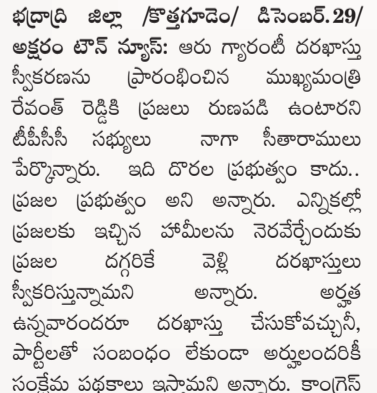 భద్రాద్రి జిల్లా /కొత్తగూడెం/ డిసెంబర్.29/
అక్షరం టౌన్ న్యూస్: ఆరు గ్యారంటీ దరఖాస్తు
స్వీకరణను ప్రారంభించిన ముఖ్యమంత్రి
రేవంత్ రెడ్డికి ప్రజలు రుణపడి ఉంటారని
టీపీసీసీ సభ్యులు నాగా సీతారాములు
పేర్కొన్నారు. ఇది దొరల ప్రభుత్వం కాదు..
ప్రజల ప్రభుత్వం అని అన్నారు. ఎన్నికల్లో
ప్రజలకు ఇచ్చిన హామీలను నెరవేర్చేందుకు
ప్రజల దగ్గరికే వెళ్లి దరఖాస్తులు
స్వీకరిస్తున్నామని అన్నారు. అర్హత
ఉన్నవారందరూ దరఖాస్తు చేసుకోవచ్చునీ,
పార్టీలతో సంబంధం లేకుండా అర్హులందరికీ
సంక్షేమ పథకాలు ఇస్తామని అన్నారు. కాంగ్రెస్